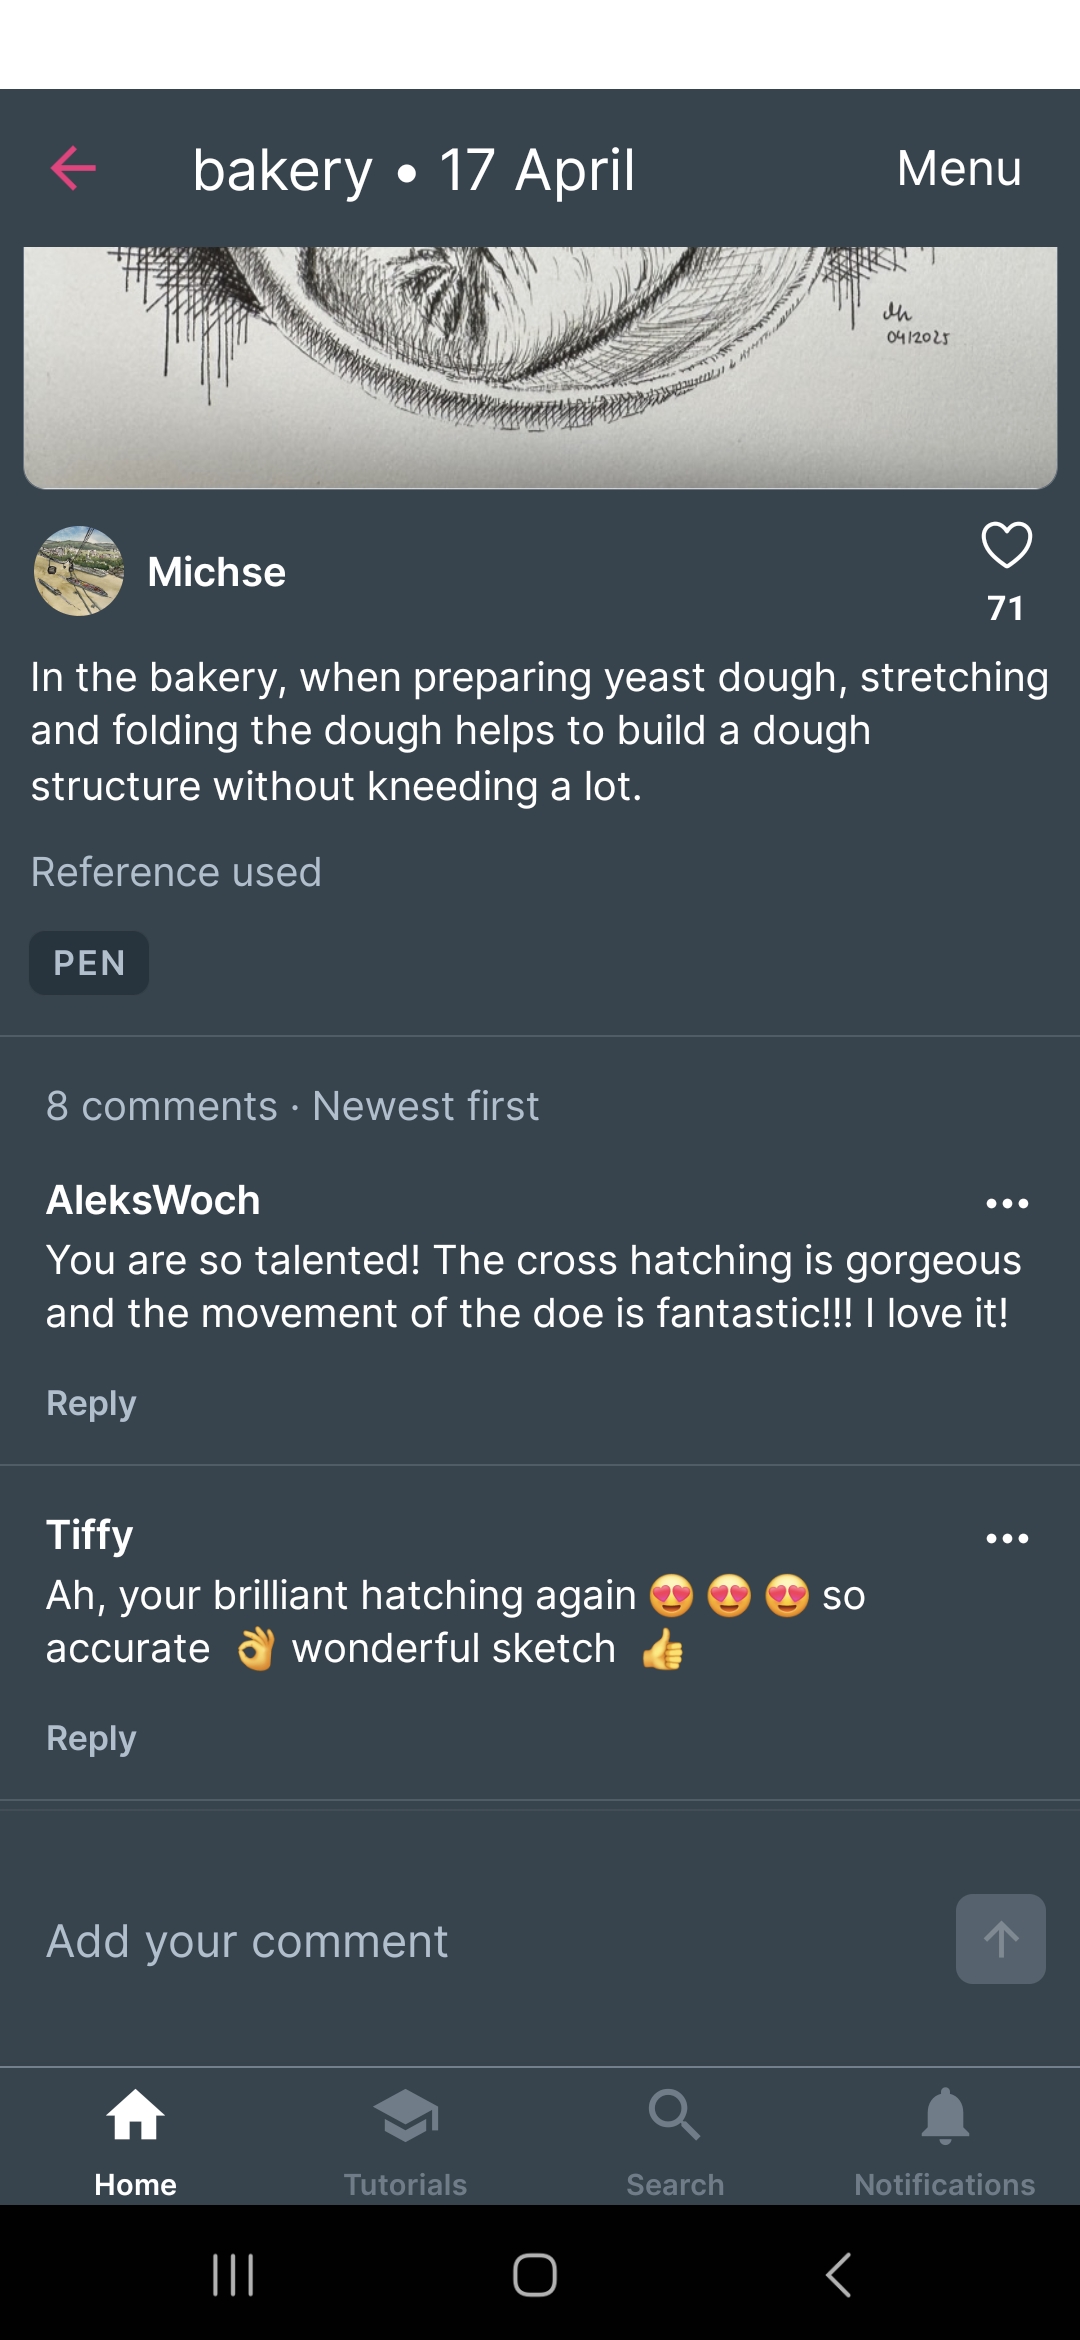 bakery • 17 April
Menu
04/2025
Michse
71
In the bakery, when preparing yeast dough, stretching
and folding the dough helps to build a dough
structure without kneeding a lot.
Reference used
PEN
8 comments · Newest first
AleksWoch
You are so talented! The cross hatching is gorgeous
and the movement of the doe is fantastic!!! I love it!
Reply
Tiffy
Ah, your brilliant hatching again 😍 😍 😍 so
accurate 👌 wonderful sketch 👍
Reply
Add your comment
Home
Tutorials
Search
Notifications